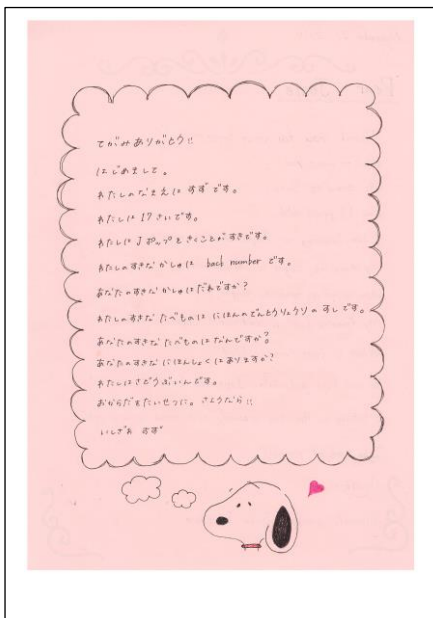 てがみありがとう!!
はじめまして。
わたしのなまえは すず です。
わたしは 17 さいです。
わたしは J ポップ を きくことが すきです。
わたしの すきな かしゅは back number です。
あなたの すきな かしゅは だれですか?
わたしの すきな たべものは にほんの でんとうりょうりの すし です。
あなたの すきな たべものは なんですか?
あなたの すきな にほんしょくは ありますか?
わたしは さどうぶいんです。
おからだを たいせつに。さようなら!!
いしざわ すず